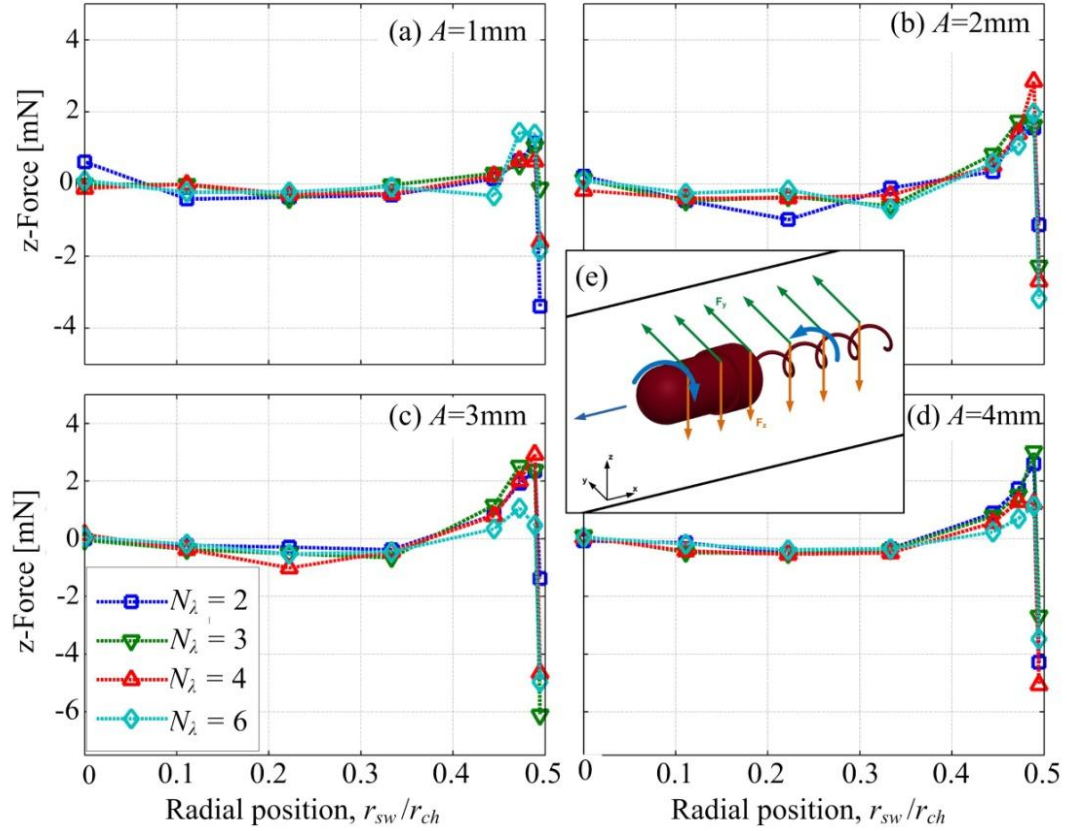 (a) A=1mm
(b) A=2mm
4
2
0
-2
-4
z-Force [mN]
(e)
F_y
F_z
z
y
x
(c) A=3mm
(d) A=4mm
4
2
0
-2
-4
-6
z-Force [mN]
N_λ = 2
N_λ = 3
N_λ = 4
N_λ = 6
0 0.1 0.2 0.3 0.4 0.5
0 0.1 0.2 0.3 0.4 0.5
Radial position, r_sw/r_ch
Radial position, r_sw/r_ch